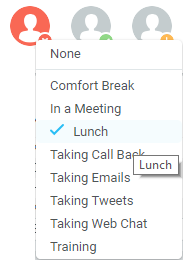 None
Comfort Break
In a Meeting
Lunch
Taking Call Back
Lunch
Taking Emails
Taking Tweets
Taking Web Chat
Training